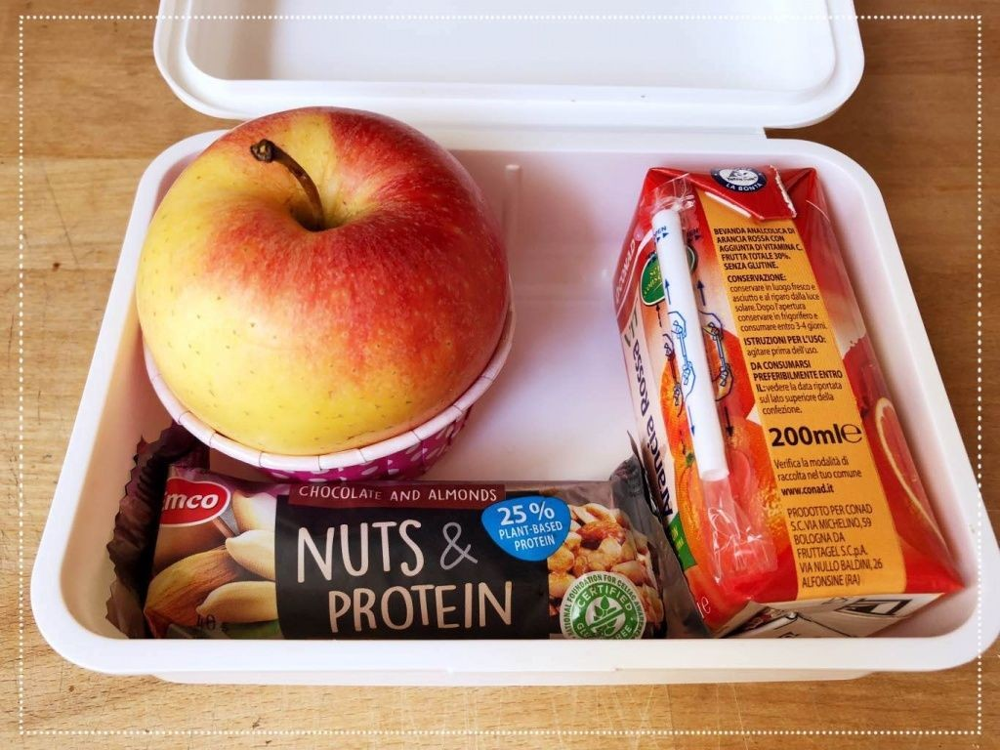 LA BONTÀ
OPEN
CONAD
Arancia Rossa
BEVANDA ANALCOLICA DI
ARANCIA ROSSA CON
AGGIUNTA DI VITAMINA C.
FRUTTA TOTALE 30%.
SENZA GLUTINE.
CONSERVAZIONE:
conservare in luogo fresco e
asciutto e al riparo dalla luce
solare. Dopo l'apertura
conservare in frigorifero e
consumare entro 3-4 giorni.
ISTRUZIONI PER L'USO:
agitare prima dell'uso.
DA CONSUMARSI
PREFERIBILMENTE ENTRO
IL: vedere la data riportata
sul lato superiore della
confezione.
200ml℮
Verifica la modalità di
raccolta nel tuo comune
www.conad.it
PRODOTTO PER CONAD
S.C. VIA MICHELINO, 59
BOLOGNA DA
FRUTTAGEL S.C.p.A.
VIA NULLO BALDINI, 26
ALFONSINE (RA)
emco
CHOCOLATE AND ALMONDS
NUTS &
PROTEIN
25%
PLANT-BASED
PROTEIN
40 g
FOUNDATION FOR CELIAC
CERTIFIED